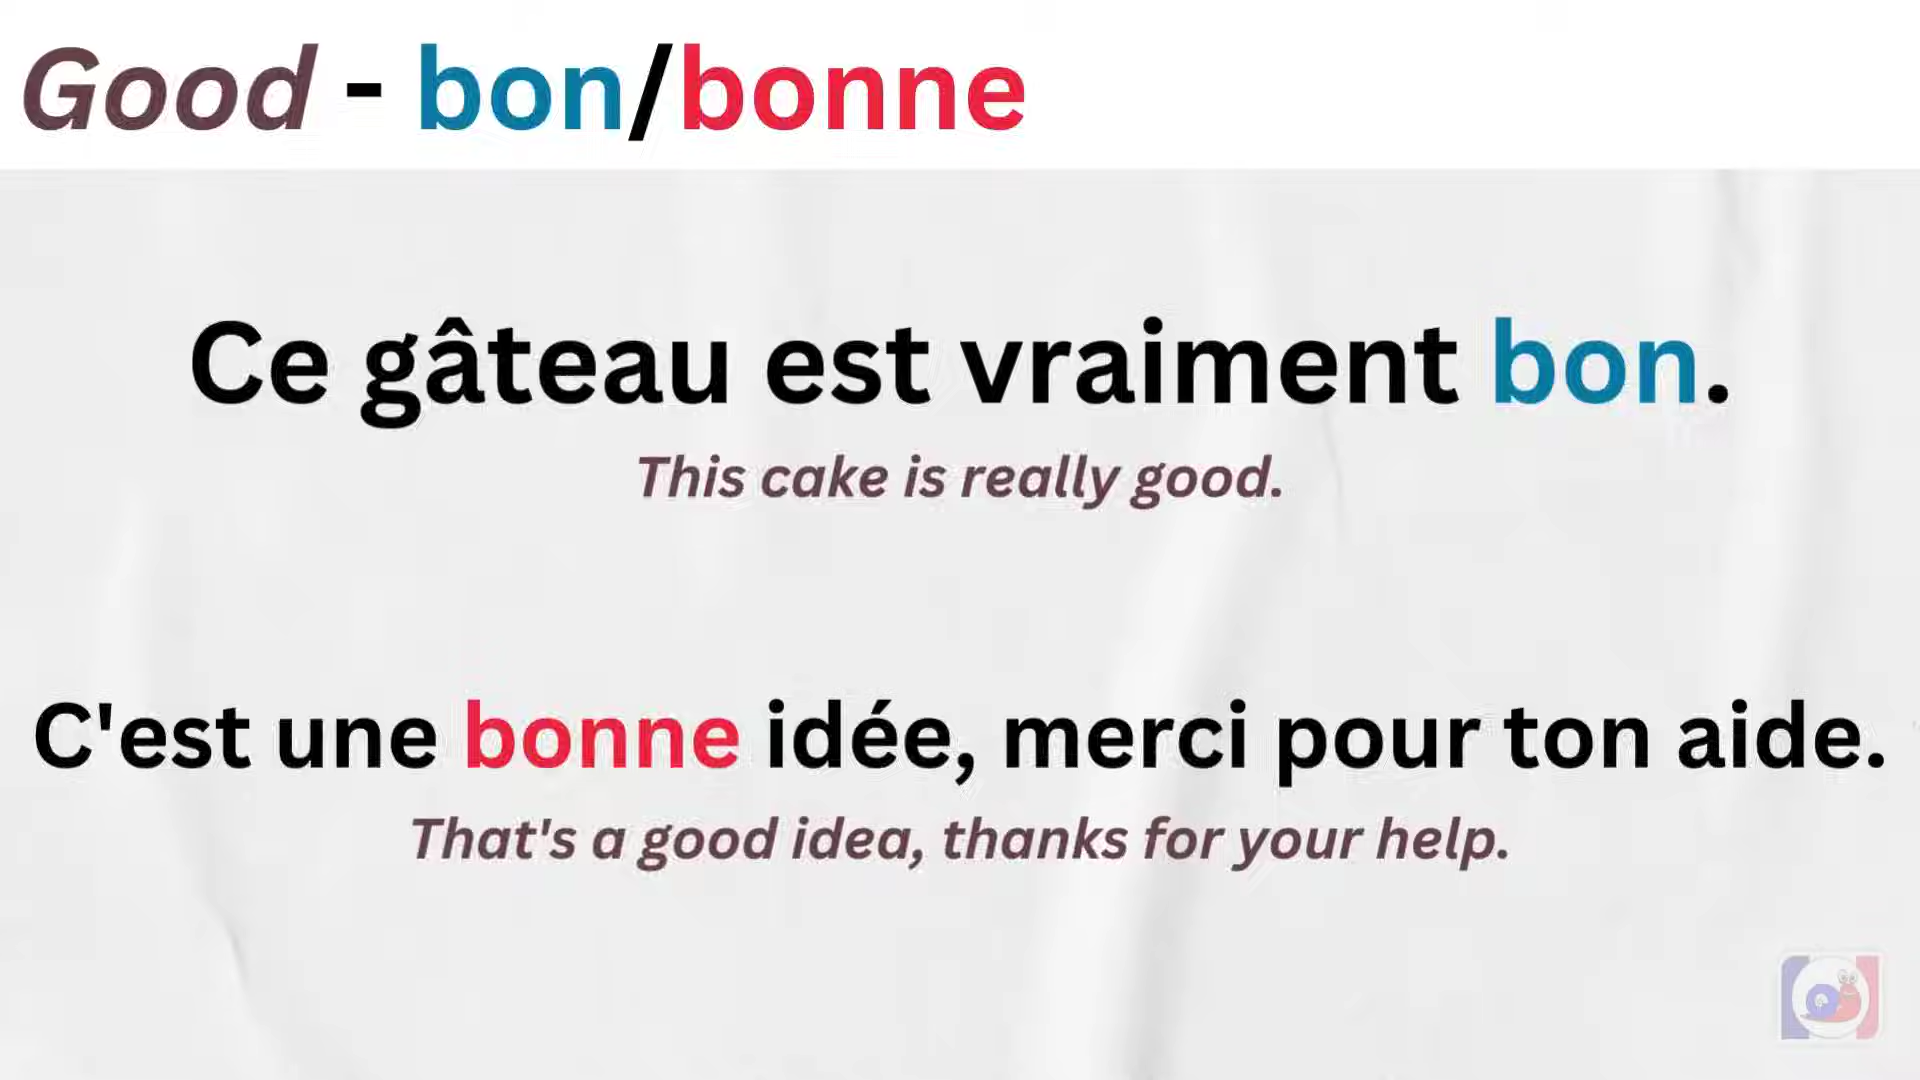 Good - bon/bonne
Ce gâteau est vraiment bon.
This cake is really good.
C'est une bonne idée, merci pour ton aide.
That's a good idea, thanks for your help.